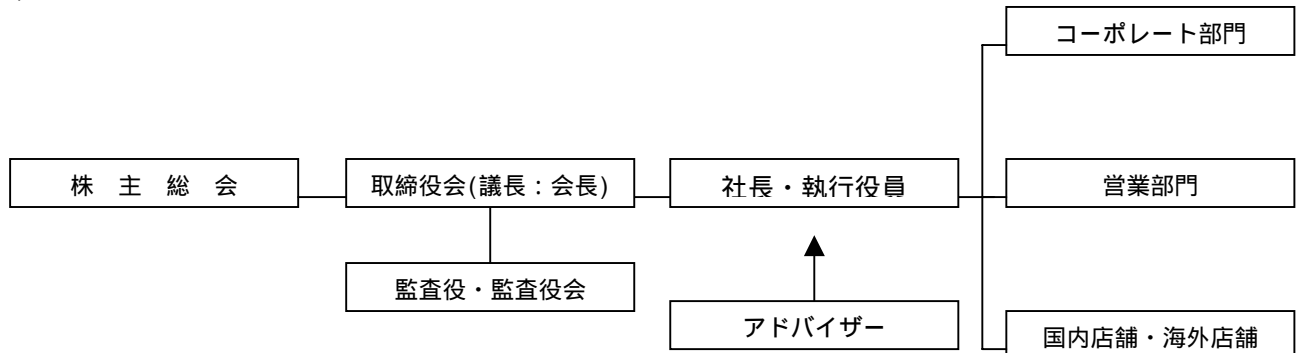 コーポレート部門
株　主　総　会
取締役会(議長：会長)
社長・執行役員
営業部門
監査役・監査役会
アドバイザー
国内店舗・海外店舗